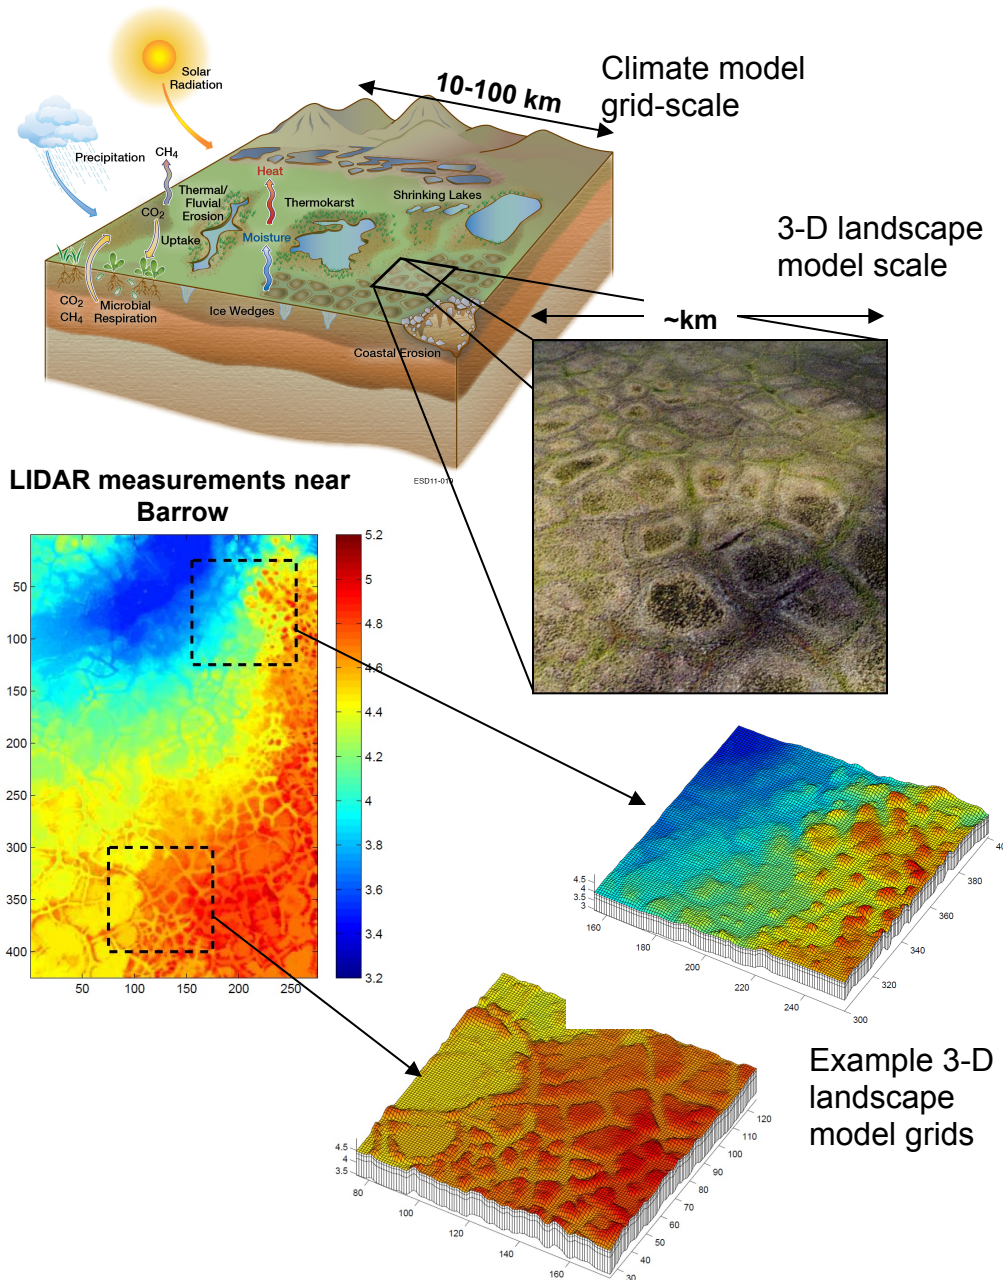 Solar
Radiation
10-100 km
Climate model
grid-scale
Precipitation
CH4
Heat
Thermal/
Fluvial
Erosion
Thermokarst
Shrinking Lakes
CO2
Uptake
Moisture
3-D landscape
model scale
CO2
CH4
Microbial
Respiration
Ice Wedges
Coastal Erosion
~km
LIDAR measurements near
Barrow
50
100
150
200
250
300
350
400
50
100
150
200
250
5.2
5
4.8
4.6
4.4
4.2
4
3.8
3.6
3.4
3.2
4.5
4
3.5
3
160
180
200
220
240
300
320
340
360
380
4.5
4
3.5
80
100
120
140
160
30
40
50
60
70
80
90
100
110
120
Example 3-D
landscape
model grids